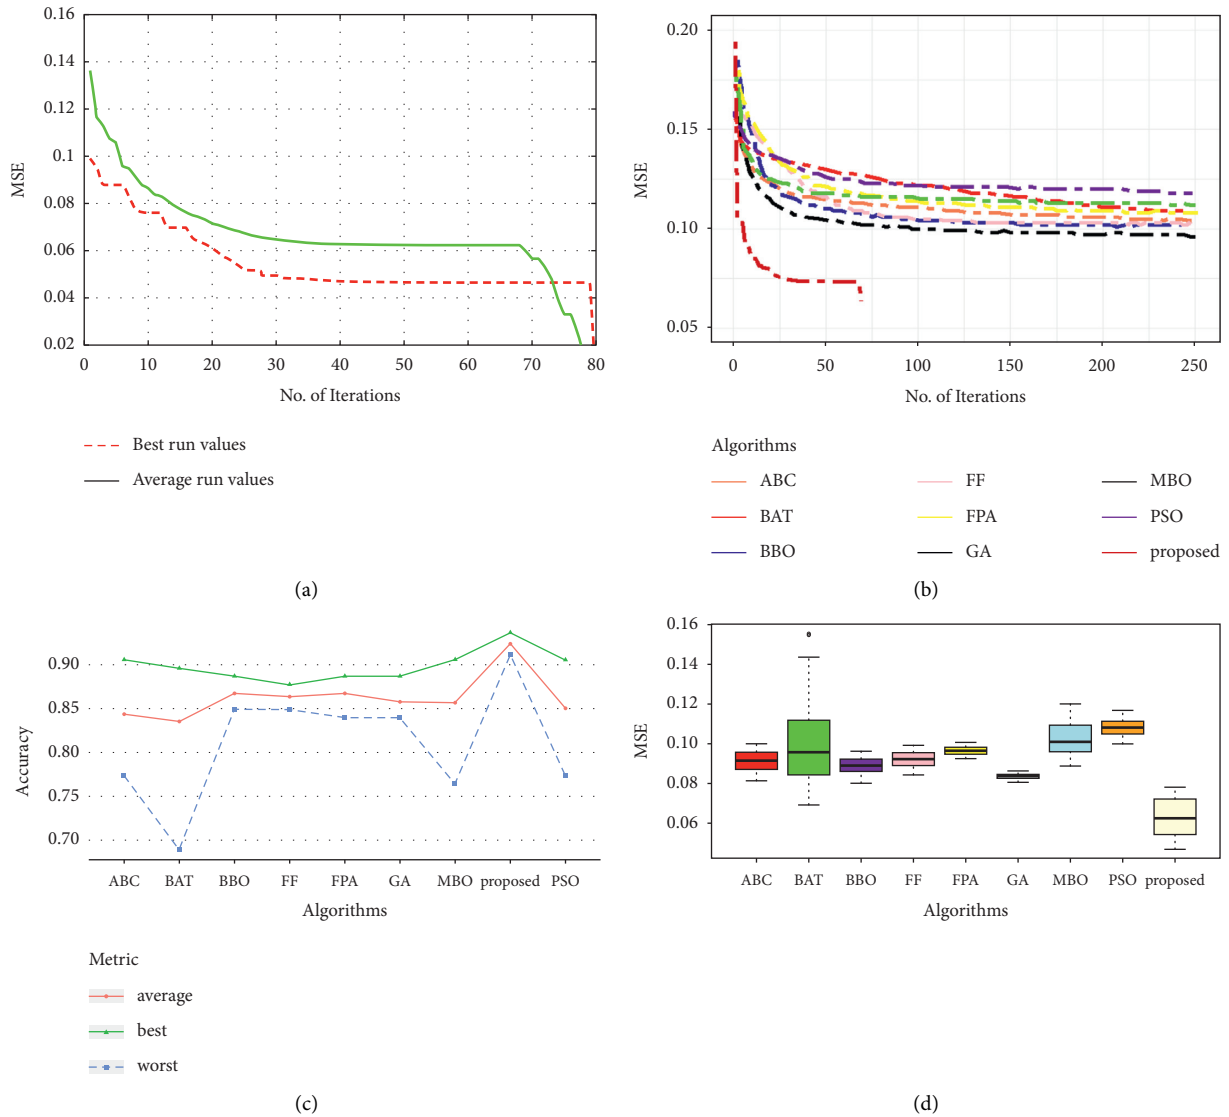 0.16
0.14
0.12
0.1
0.08
0.06
0.04
0.02
MSE
0 10 20 30 40 50 60 70 80
No. of Iterations
Best run values
Average run values
(a)
0.20
0.15
0.10
0.05
MSE
0 50 100 150 200 250
No. of Iterations
Algorithms
ABC FF MBO
BAT FPA PSO
BBO GA proposed
(b)
0.90
0.85
0.80
0.75
0.70
Accuracy
ABC BAT BBO FF FPA GA MBO proposed PSO
Algorithms
Metric
average
best
worst
(c)
0.16
0.14
0.12
0.10
0.08
0.06
MSE
ABC BAT BBO FF FPA GA MBO PSO proposed
Algorithms
(d)